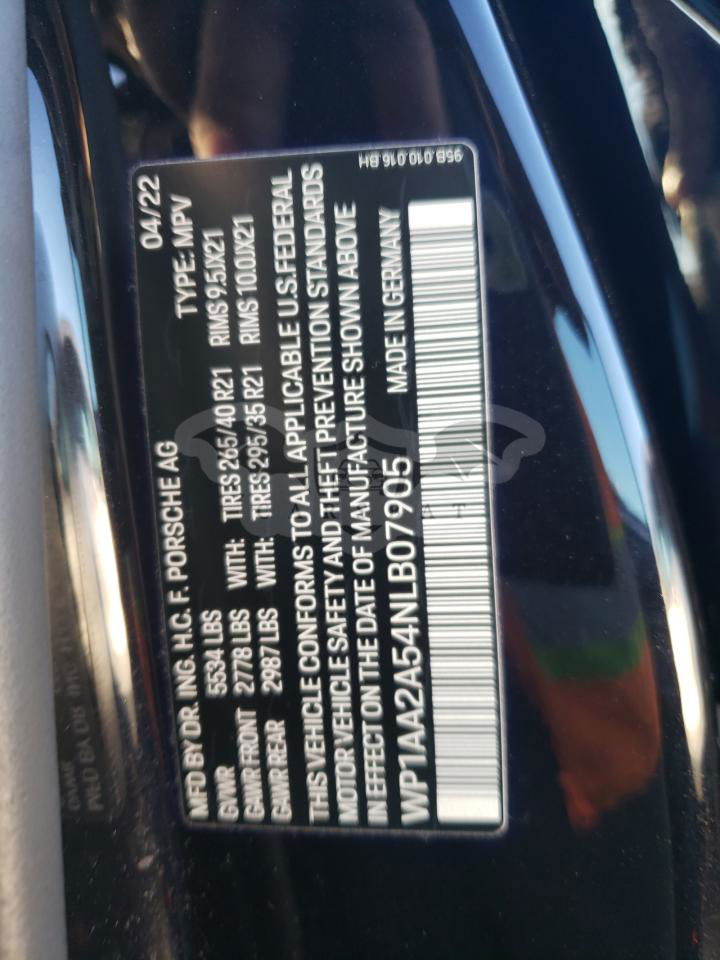 MFD BY DR. ING. H.C. F. PORSCHE AG 04/22
GVWR 5534 LBS TYPE: MPV
GAWR FRONT 2778 LBS WITH: TIRES 265/40 R21 RIMS 9.5JX21
GAWR REAR 2987 LBS WITH: TIRES 295/35 R21 RIMS 10.0JX21
THIS VEHICLE CONFORMS TO ALL APPLICABLE U.S. FEDERAL
MOTOR VEHICLE SAFETY AND THEFT PREVENTION STANDARDS
IN EFFECT ON THE DATE OF MANUFACTURE SHOWN ABOVE
WP1AA2A54NLB07905 MADE IN GERMANY
95B.010.016.BH